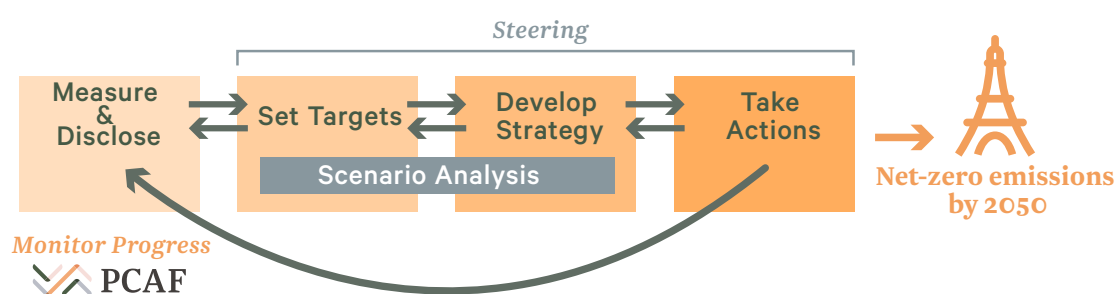 Steering
Measure
&
Disclose
Set Targets
Develop
Strategy
Take
Actions
Scenario Analysis
Net-zero emissions
by 2050
Monitor Progress
PCAF